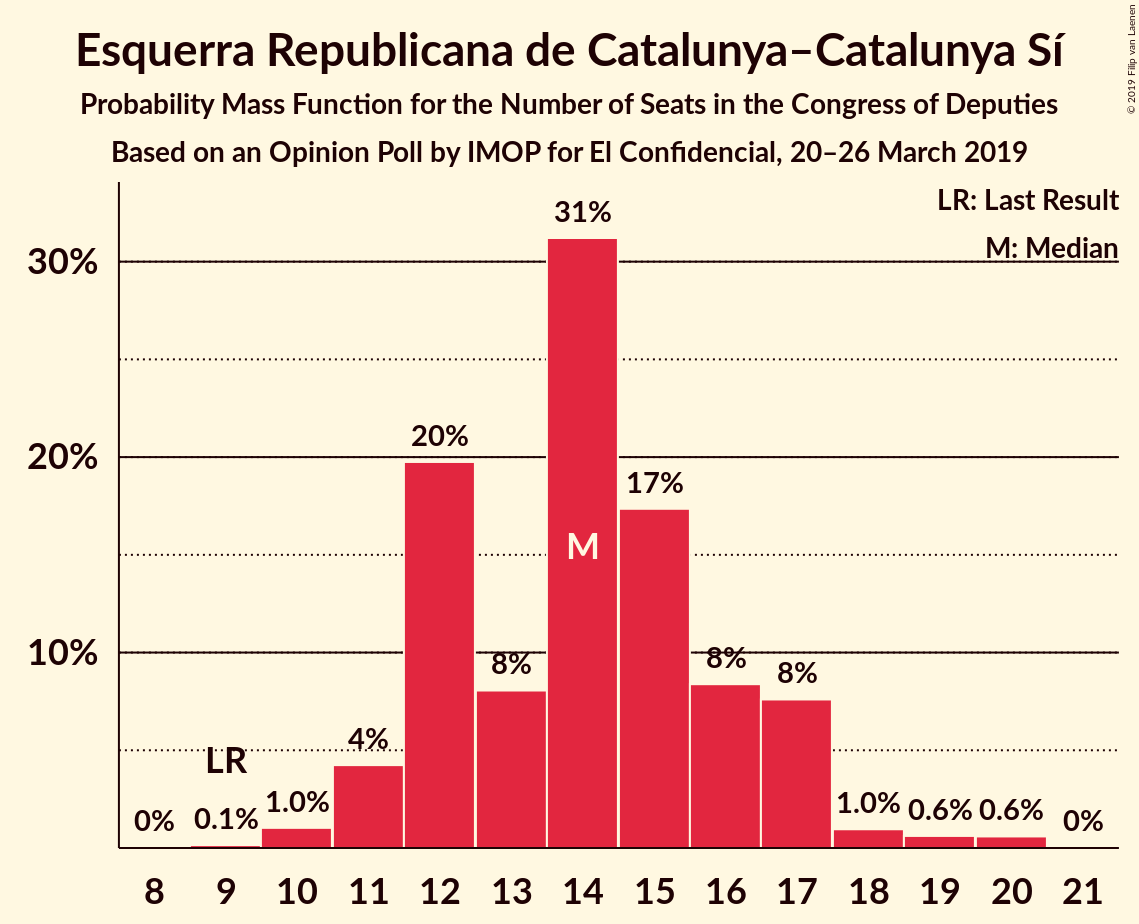 Esquerra Republicana de Catalunya–Catalunya Sí
Probability Mass Function for the Number of Seats in the Congress of Deputies
Based on an Opinion Poll by IMOP for El Confidencial, 20–26 March 2019
© 2019 Filip van Laenen
LR: Last Result
M: Median
30%
20%
10%
0%
LR
0.1%
1.0%
4%
20%
8%
31%
M
17%
8%
8%
1.0%
0.6%
0.6%
0%
8 9 10 11 12 13 14 15 16 17 18 19 20 21